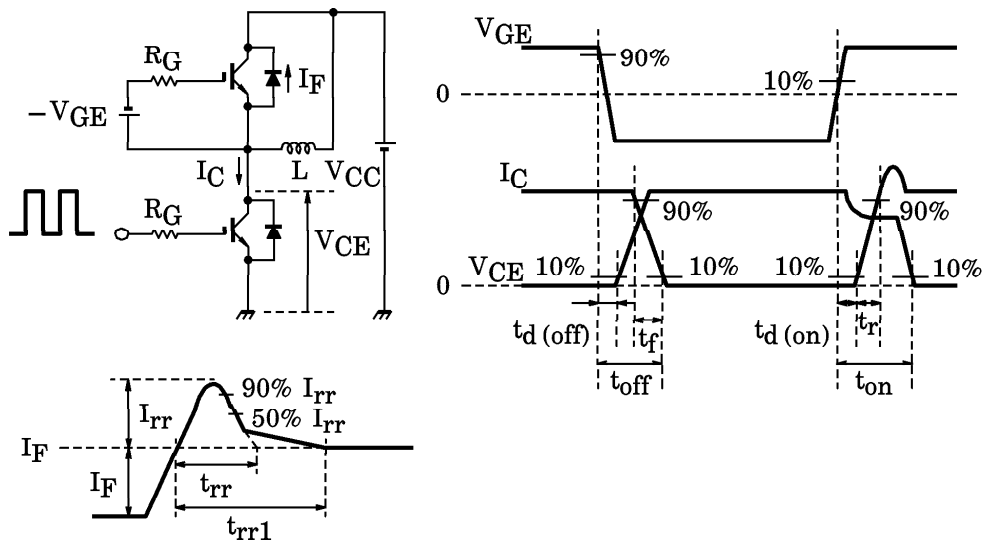 R_G
I_F
-V_GE
I_C
L
V_CC
R_G
V_CE
V_GE
90%
10%
0
I_C
90%
90%
V_CE
10%
10%
10%
10%
0
t_d (off)
t_f
t_d (on)
t_r
t_off
t_on
90% I_rr
I_rr
50% I_rr
I_F
I_F
t_rr
t_rr1